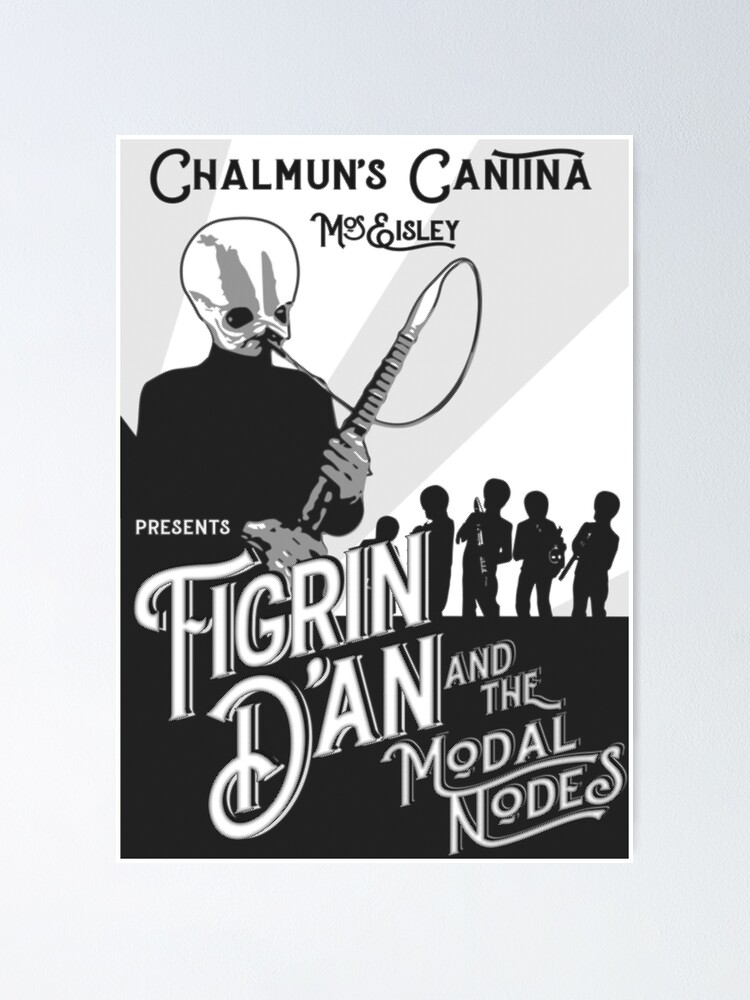 Chalmun's Cantina
Mos Eisley
PRESENTS
Figrin
D'an
and
the
Modal
Nodes